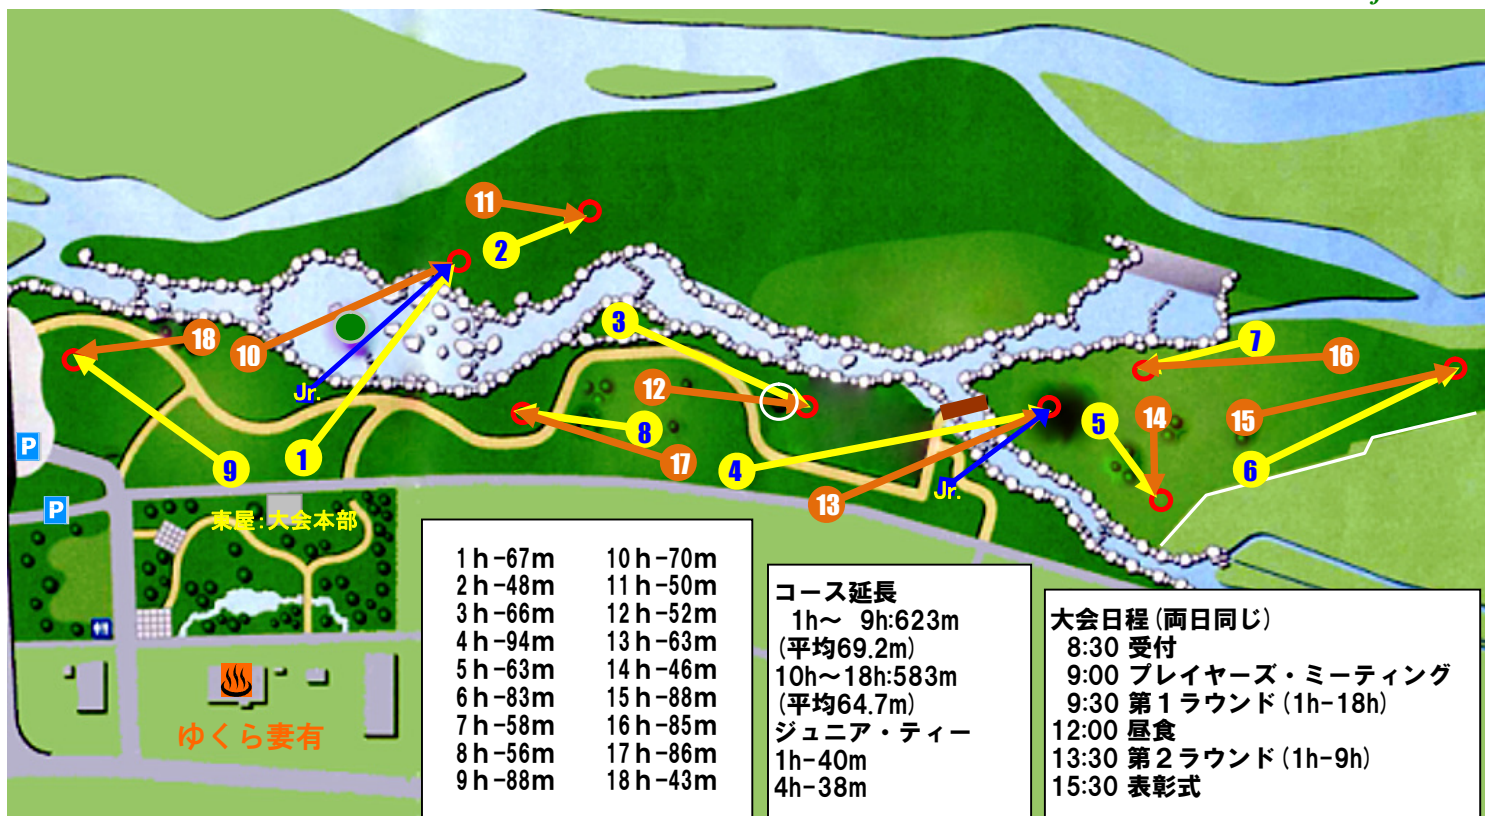 11
2
3
18
10
7
16
12
Jr.
8
5
14
15
1
9
17
4
6
13
Jr.
P
P
東屋:大会本部
ゆくら妻有
1h-67m 10h-70m
2h-48m 11h-50m
3h-66m 12h-52m
4h-94m 13h-63m
5h-63m 14h-46m
6h-83m 15h-88m
7h-58m 16h-85m
8h-56m 17h-86m
9h-88m 18h-43m
コース延長
1h～ 9h:623m
(平均69.2m)
10h～18h:583m
(平均64.7m)
ジュニア・ティー
1h-40m
4h-38m
大会日程(両日同じ)
8:30 受付
9:00 プレイヤーズ・ミーティング
9:30 第1ラウンド(1h-18h)
12:00 昼食
13:30 第2ラウンド(1h-9h)
15:30 表彰式